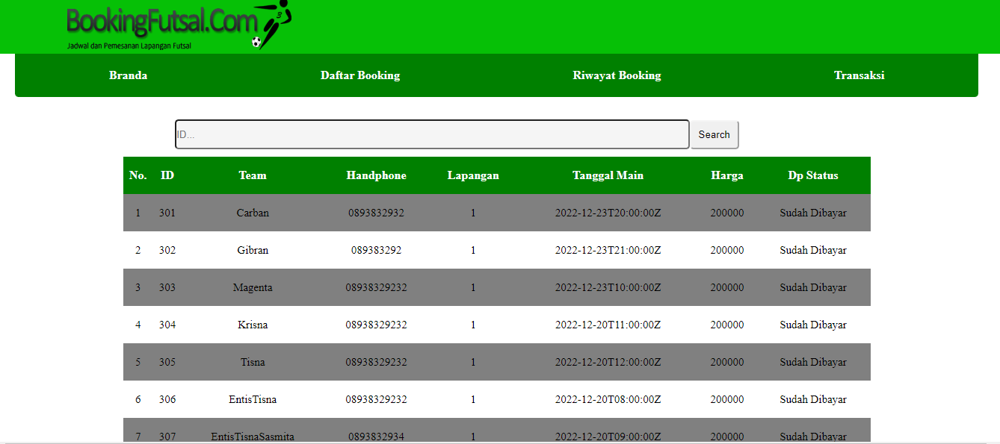 BookingFutsal.Com
3
Jadwal dan Pemesanan Lapangan Futsal
Branda Daftar Booking Riwayat Booking Transaksi
ID... Search
No. ID Team Handphone Lapangan Tanggal Main Harga Dp Status
1 301 Carban 0893832932 1 2022-12-23T20:00:00Z 200000 Sudah Dibayar
2 302 Gibran 089383292 1 2022-12-23T21:00:00Z 200000 Sudah Dibayar
3 303 Magenta 08938329232 1 2022-12-23T10:00:00Z 200000 Sudah Dibayar
4 304 Krisna 08938329232 1 2022-12-20T11:00:00Z 200000 Sudah Dibayar
5 305 Tisna 08938329232 1 2022-12-20T12:00:00Z 200000 Sudah Dibayar
6 306 EntisTisna 08938329232 1 2022-12-20T08:00:00Z 200000 Sudah Dibayar
7 307 EntisTisnaSasmita 0893832934 1 2022-12-20T09:00:00Z 200000 Sudah Dibayar